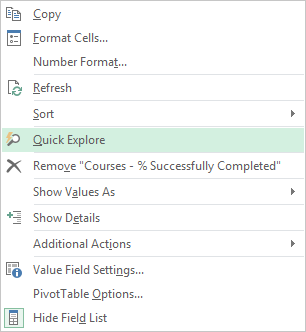 Copy
Format Cells...
Number Format...
Refresh
Sort
Quick Explore
Remove "Courses - % Successfully Completed"
Show Values As
Show Details
Additional Actions
Value Field Settings...
PivotTable Options...
Hide Field List